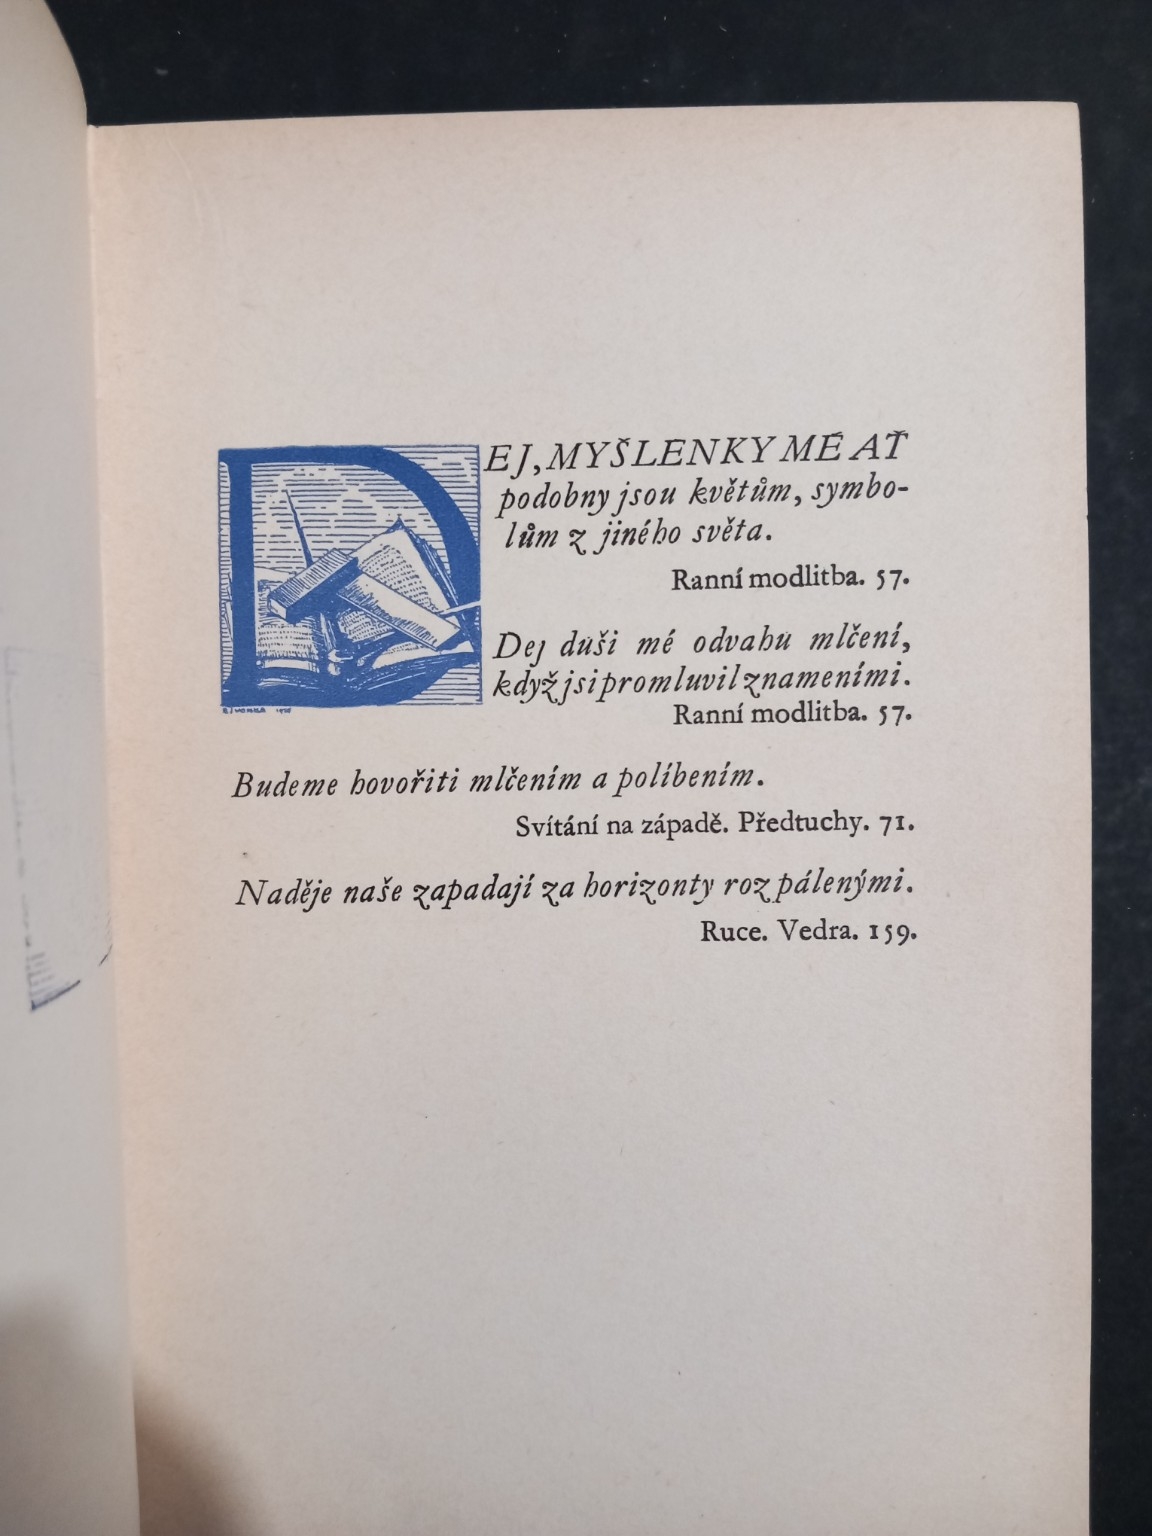 DEJ, MYŠLENKY MÉ AŤ
podobny jsou květům, symbo-
lům z jiného světa.
Ranní modlitba. 57.
Dej duši mé odvahu mlčení,
když jsi promluvil znameními.
Ranní modlitba. 57.
Budeme hovořiti mlčením a políbením.
Svítání na západě. Předtuchy. 71.
Naděje naše zapadají za horizonty rozpálenými.
Ruce. Vedra. 159.